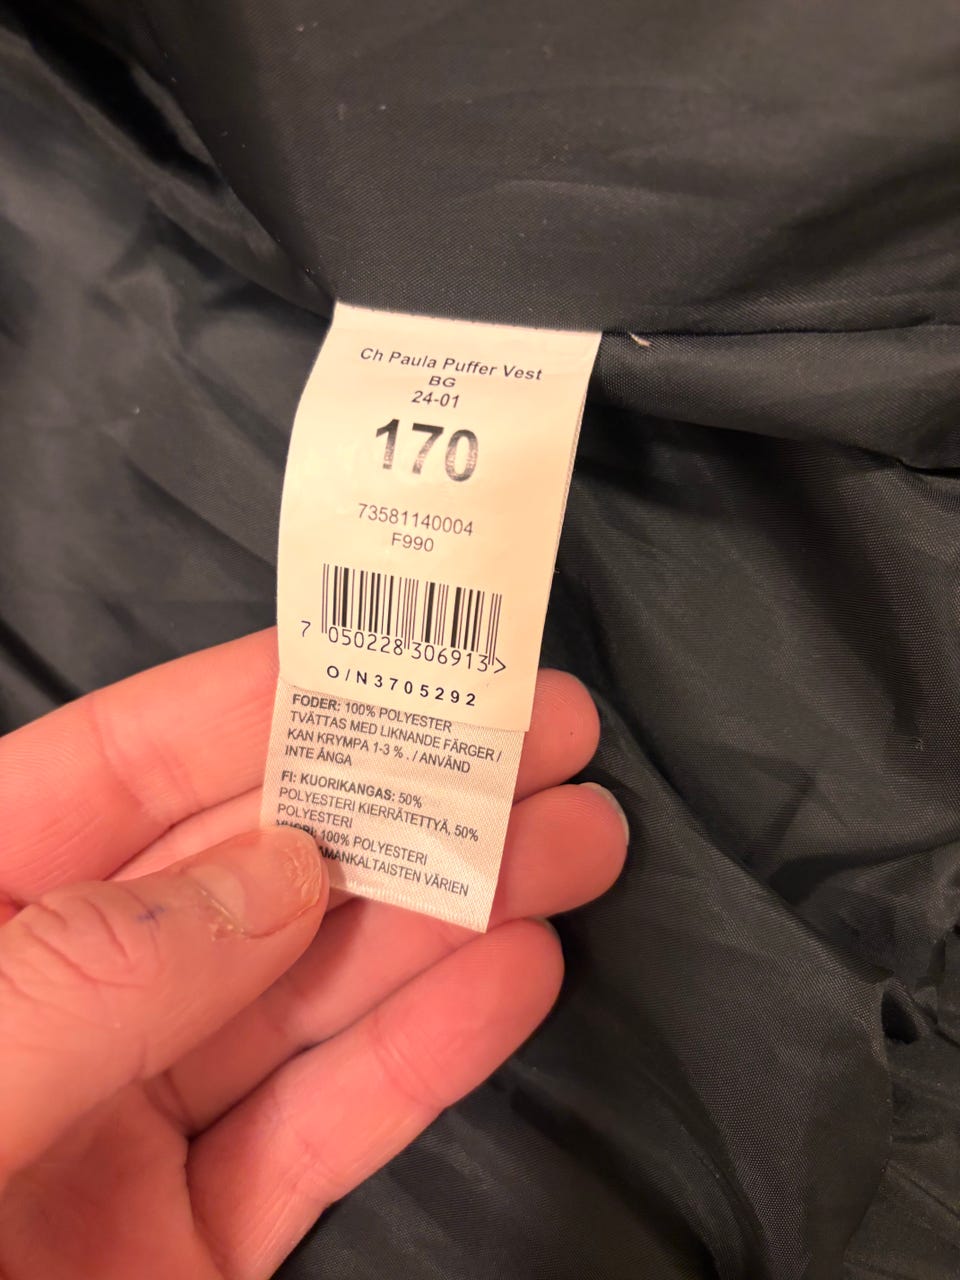 Ch Paula Puffer Vest
BG
24-01
170
73581140004
F990
7 050228 306913 >
O/N3705292
FODER: 100% POLYESTER
TVÄTTAS MED LIKNANDE FÄRGER /
KAN KRYMPA 1-3 % . / ANVÄND
INTE ÅNGA
FI: KUORIKANGAS: 50%
POLYESTERI KIERRÄTETTYÄ, 50%
POLYESTERI
VUORI: 100% POLYESTERI
AMANKALTAISTEN VÄRIEN